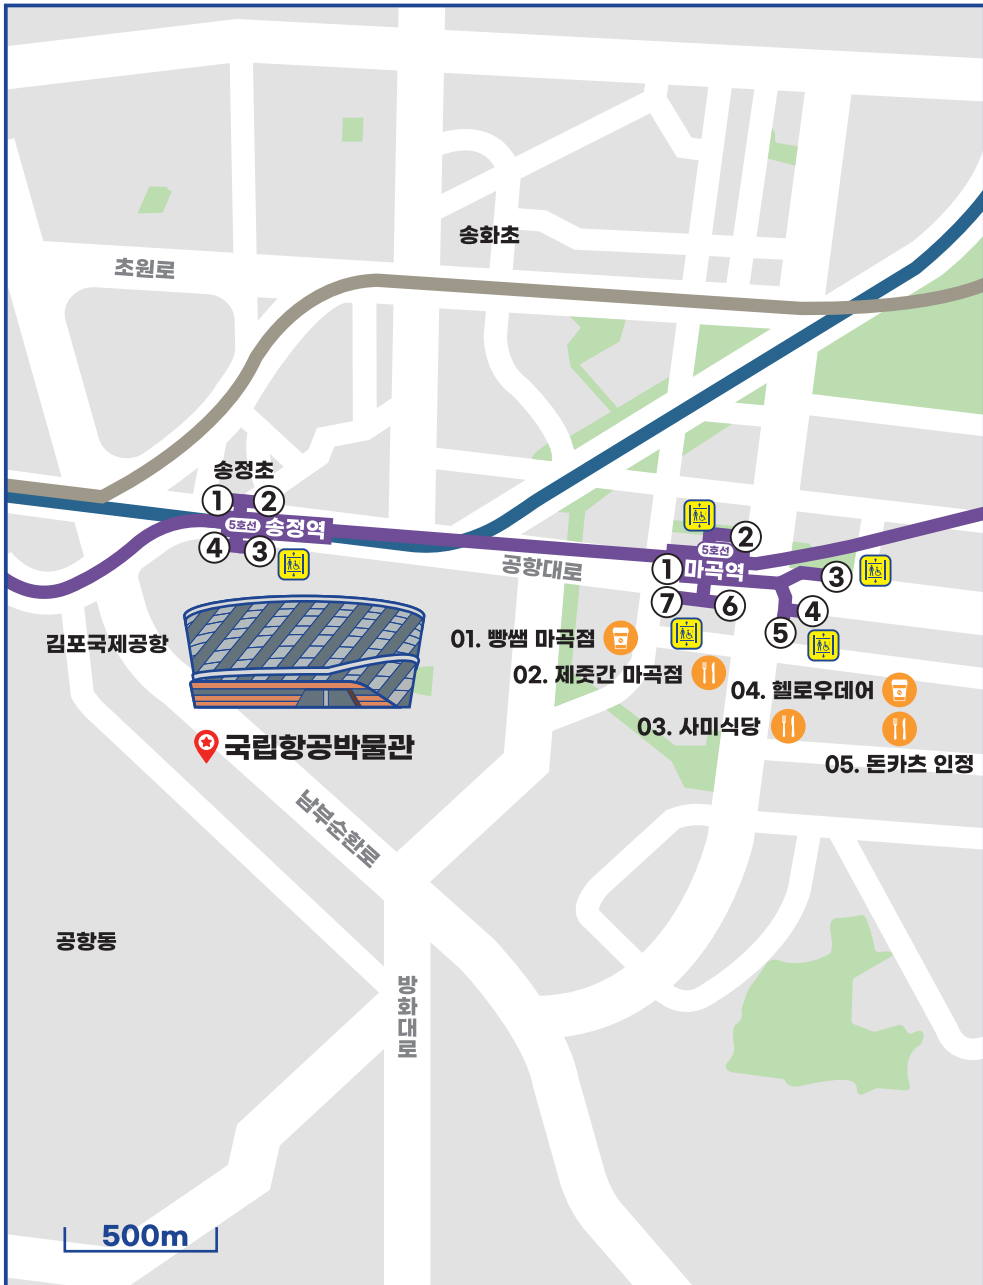 송화초
초원로
송정초
1
2
5호선
송정역
4
3
2
5호선
1
마곡역
공항대로
3
7
6
4
5
김포국제공항
01. 빵쌤 마곡점
02. 제줏간 마곡점
04. 헬로우데어
03. 사미식당
국립항공박물관
05. 돈카츠 인정
남부순환로
공항동
방화대로
500m